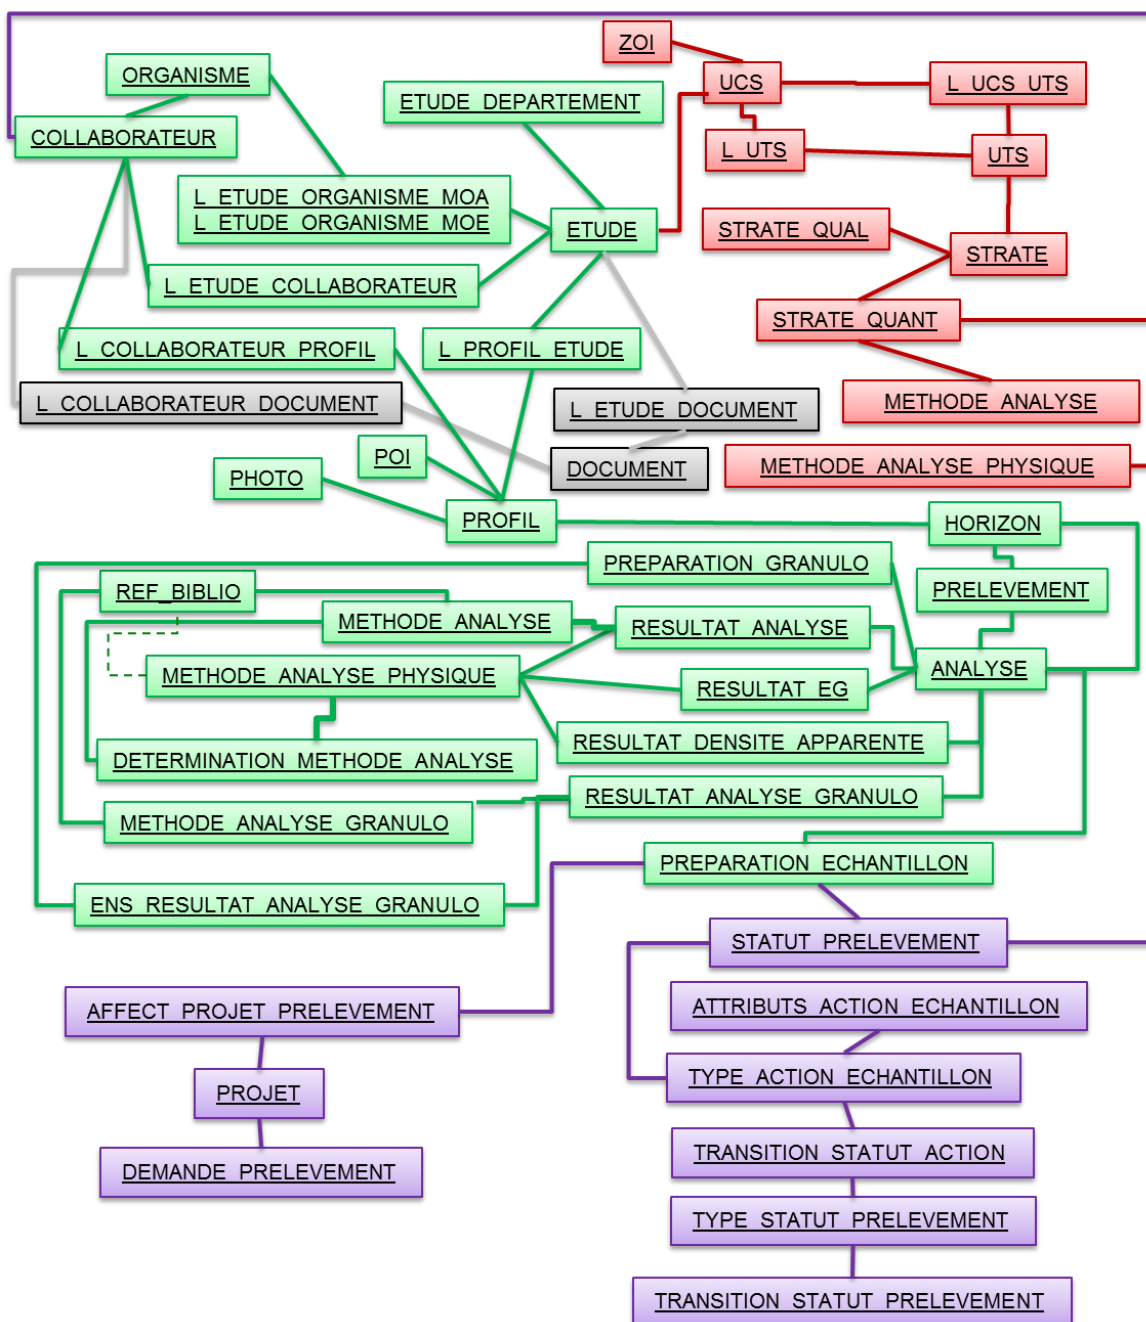 ZOI
ORGANISME
UCS
L_UCS_UTS
ETUDE_DEPARTEMENT
COLLABORATEUR
L_UTS
UTS
L_ETUDE_ORGANISME_MOA
L_ETUDE_ORGANISME_MOE
ETUDE
STRATE_QUAL
STRATE
L_ETUDE_COLLABORATEUR
STRATE_QUANT
L_COLLABORATEUR_PROFIL
L_PROFIL_ETUDE
L_COLLABORATEUR_DOCUMENT
L_ETUDE_DOCUMENT
METHODE_ANALYSE
POI
DOCUMENT
METHODE_ANALYSE_PHYSIQUE
PHOTO
PROFIL
HORIZON
PREPARATION_GRANULO
REF_BIBLIO
PRELEVEMENT
METHODE_ANALYSE
RESULTAT_ANALYSE
METHODE_ANALYSE_PHYSIQUE
RESULTAT_EG
ANALYSE
DETERMINATION_METHODE_ANALYSE
RESULTAT_DENSITE_APPARENTE
METHODE_ANALYSE_GRANULO
RESULTAT_ANALYSE_GRANULO
PREPARATION_ECHANTILLON
ENS_RESULTAT_ANALYSE_GRANULO
STATUT_PRELEVEMENT
AFFECT_PROJET_PRELEVEMENT
ATTRIBUTS_ACTION_ECHANTILLON
PROJET
TYPE_ACTION_ECHANTILLON
DEMANDE_PRELEVEMENT
TRANSITION_STATUT_ACTION
TYPE_STATUT_PRELEVEMENT
TRANSITION_STATUT_PRELEVEMENT